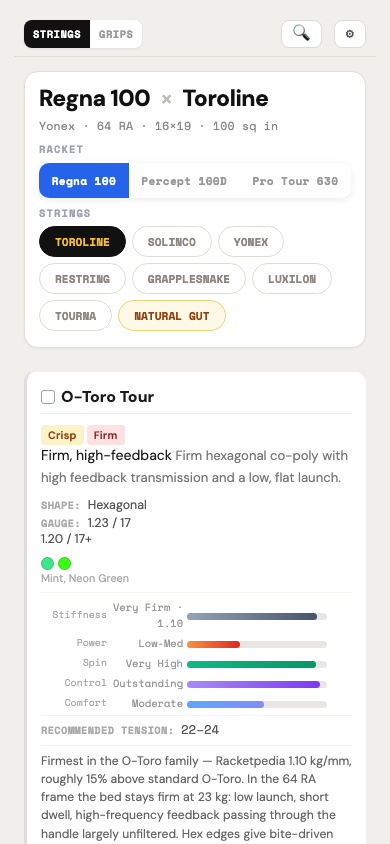 STRINGS GRIPS
Regna 100 × Toroline
Yonex · 64 RA · 16×19 · 100 sq in
RACKET
Regna 100 Percept 100D Pro Tour 630
STRINGS
TOROLINE SOLINCO YONEX
RESTRING GRAPPLESNAKE LUXILON
TOURNA NATURAL GUT
O-Toro Tour
Crisp Firm
Firm, high-feedback Firm hexagonal co-poly with
high feedback transmission and a low, flat launch.
SHAPE: Hexagonal
GAUGE: 1.23 / 17
1.20 / 17+
Mint, Neon Green
Stiffness Very Firm ·
1.10
Power Low-Med
Spin Very High
Control Outstanding
Comfort Moderate
RECOMMENDED TENSION: 22–24
Firmest in the O-Toro family — Racketpedia 1.10 kg/mm,
roughly 15% above standard O-Toro. In the 64 RA
frame the bed stays firm at 23 kg: low launch, short
dwell, high-frequency feedback passing through the
handle largely unfiltered. Hex edges give bite-driven